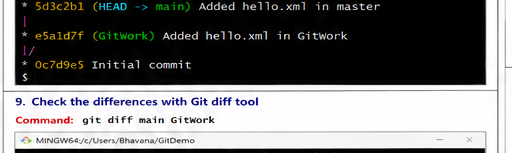 * 5d3c2b1 (HEAD -> main) Added hello.xml in master
|
* e5a1d7f (GitWork) Added hello.xml in GitWork
|/
* 0c7d9e5 Initial commit
$
9. Check the differences with Git diff tool
Command: git diff main GitWork
MINGW64:/c/Users/Bhavana/GitDemo